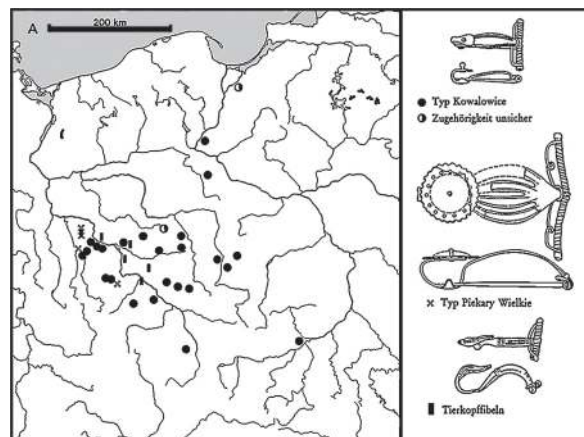 A
200 km
Typ Kowalowice
Zugehörigkeit unsicher
Typ Piekary Wielkie
Tierkopffibeln